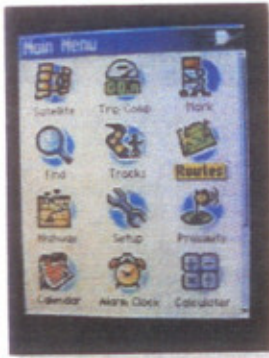 Main Menu
Satellite Trip Comp Mark
Find Tracks Routes
Highway Setup Proximity
Calendar Alarm Clock Calculator